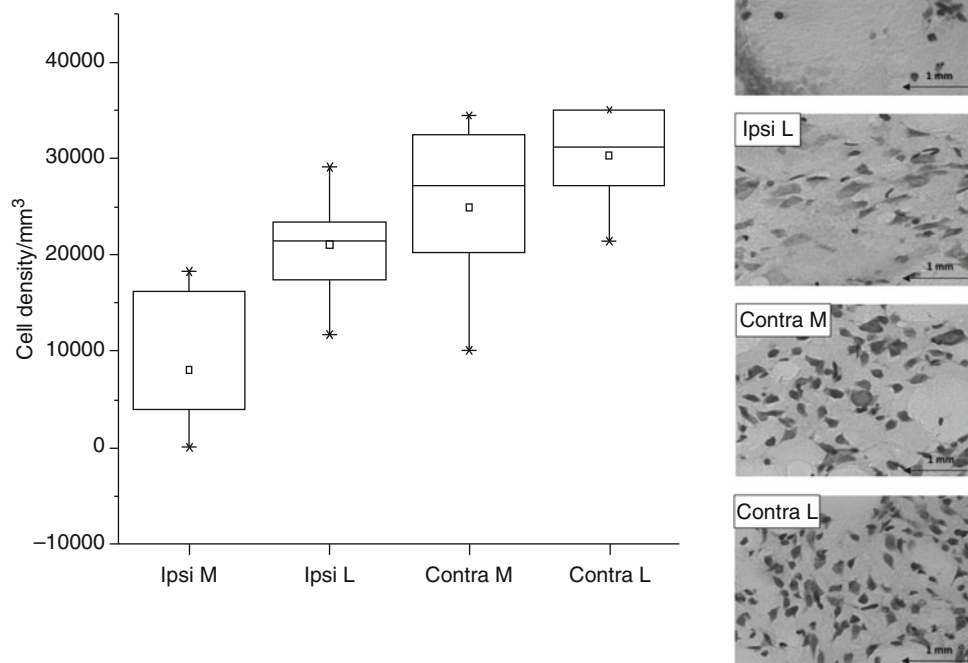 Cell density/mm³
40000
30000
20000
10000
0
–10000
Ipsi M
Ipsi L
Contra M
Contra L
1 mm
Ipsi L
1 mm
Contra M
1 mm
Contra L
1 mm